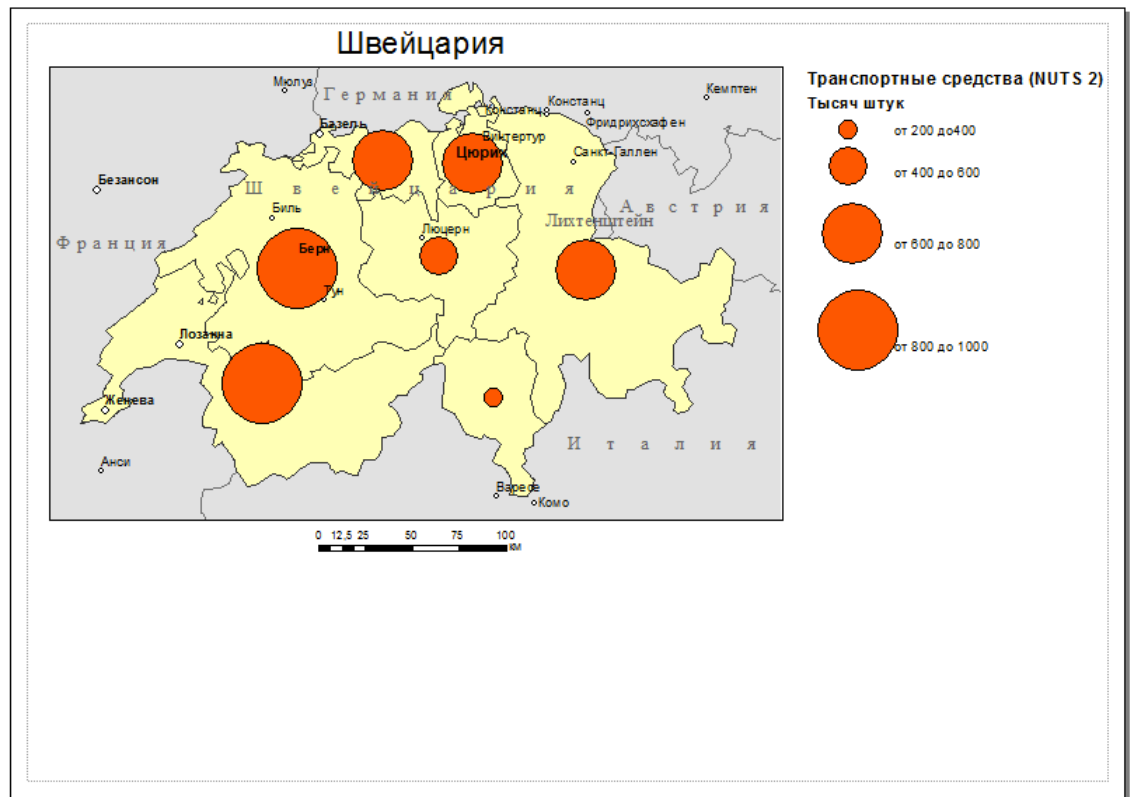 Швейцария
Транспортные средства (NUTS 2)
Тысяч штук
от 200 до400
от 400 до 600
от 600 до 800
от 800 до 1000
Мюлуз
Германия
Кемптен
Констанц
Констанц
Фридрихсхафен
Базель
Винтертур
Цюрих
Санкт-Галлен
Безансон
Швейцария
Биль
Австрия
Лихтенштейн
Люцерн
Франция
Берн
Тун
Лозанна
Женева
Италия
Анси
Варесе
Комо
0 12,5 25 50 75 100
км